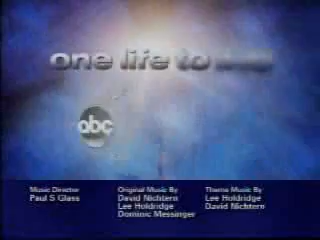 one life to
abc
Music Director
Paul S Glass
Original Music By
David Nichtern
Lee Holdridge
Dominic Messinger
Theme Music By
Lee Holdridge
David Nichtern